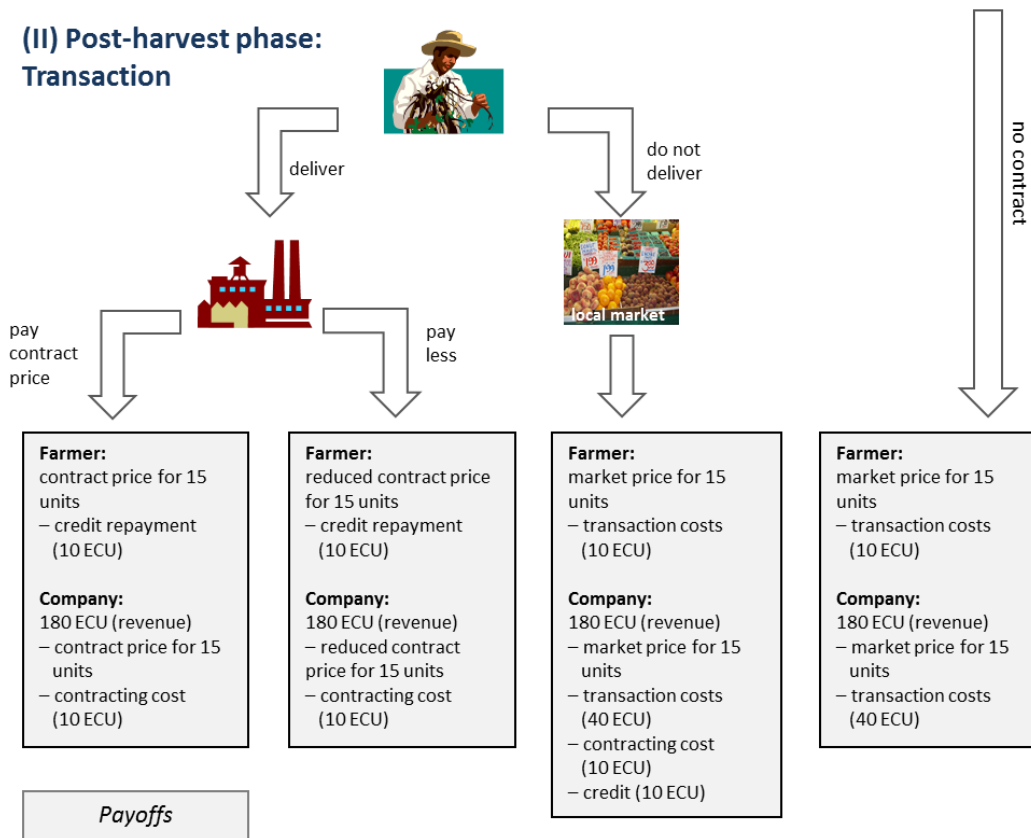 (II) Post-harvest phase:
Transaction
deliver
do not
deliver
no contract
local market
pay
contract
price
pay
less
Farmer:
contract price for 15
units
– credit repayment
(10 ECU)
Company:
180 ECU (revenue)
– contract price for 15
units
– contracting cost
(10 ECU)
Farmer:
reduced contract price
for 15 units
– credit repayment
(10 ECU)
Company:
180 ECU (revenue)
– reduced contract
price for 15 units
– contracting cost
(10 ECU)
Farmer:
market price for 15
units
– transaction costs
(10 ECU)
Company:
180 ECU (revenue)
– market price for 15
units
– transaction costs
(40 ECU)
– contracting cost
(10 ECU)
– credit (10 ECU)
Farmer:
market price for 15
units
– transaction costs
(10 ECU)
Company:
180 ECU (revenue)
– market price for 15
units
– transaction costs
(40 ECU)
Payoffs